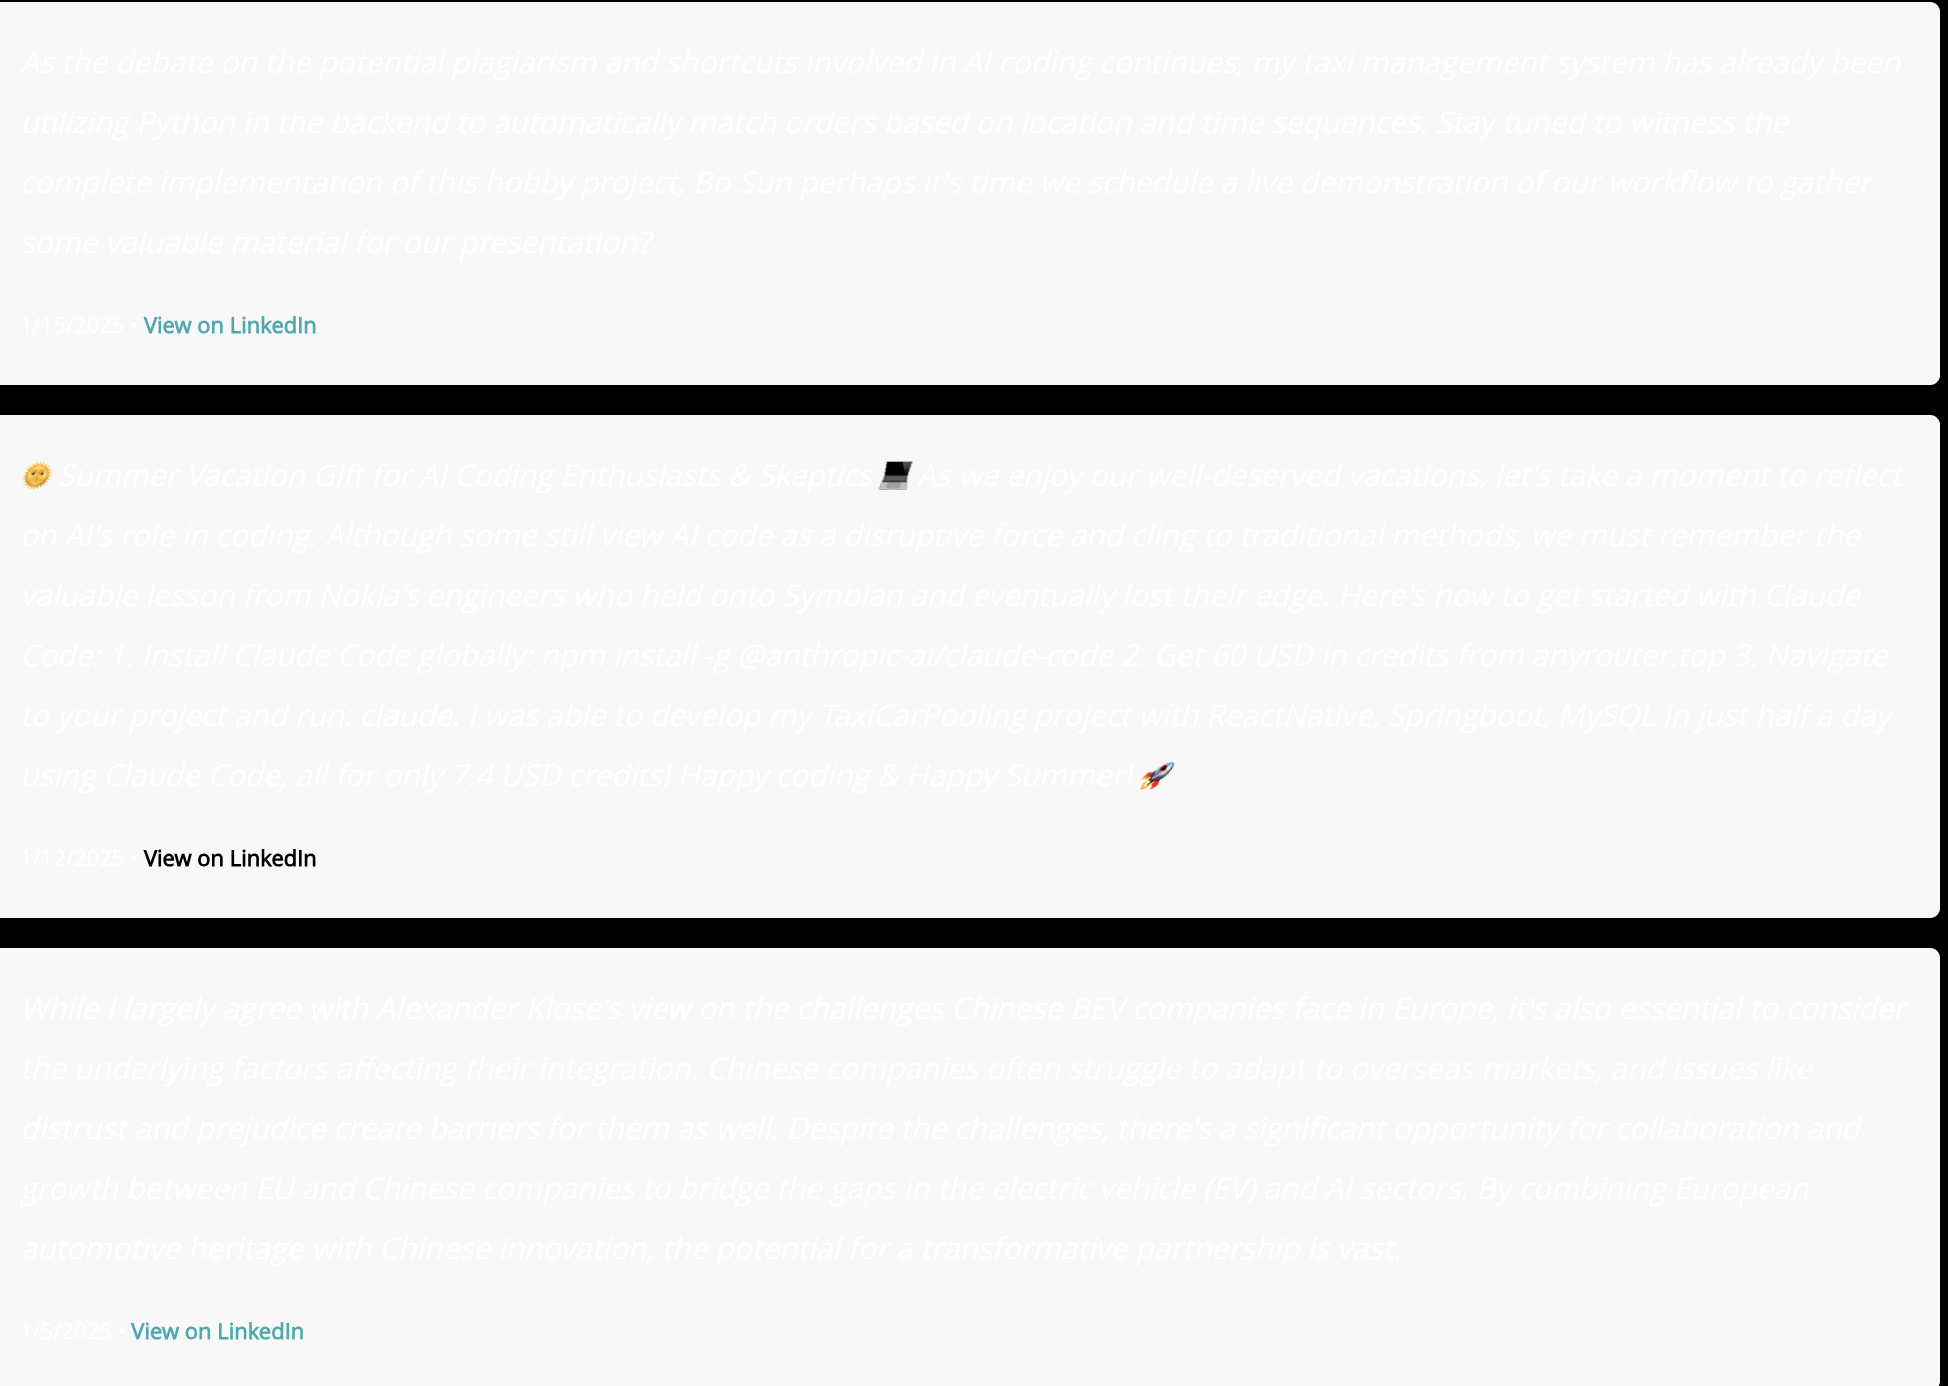 As the debate on the potential plagiarism and shortcuts involved in AI coding continues, my taxi management system has already been
utilizing Python in the backend to automatically match orders based on location and time sequences. Stay tuned to witness the
complete implementation of this hobby project, Bo Sun perhaps it's time we schedule a live demonstration of our workflow to gather
some valuable material for our presentation?
1/15/2025 • View on LinkedIn
🌞 Summer Vacation Gift for AI Coding Enthusiasts & Skeptics 💻 As we enjoy our well-deserved vacations, let's take a moment to reflect
on AI's role in coding. Although some still view AI code as a disruptive force and cling to traditional methods, we must remember the
valuable lesson from Nokia's engineers who held onto Symbian and eventually lost their edge. Here's how to get started with Claude
Code: 1. Install Claude Code globally: npm install -g @anthropic-ai/claude-code 2. Get 60 USD in credits from anyrouter.top 3. Navigate
to your project and run: claude. I was able to develop my TaxiCarPooling project with ReactNative, Springboot, MySQL in just half a day
using Claude Code, all for only 7.4 USD credits! Happy coding & Happy Summer! 🚀
1/12/2025 • View on LinkedIn
While I largely agree with Alexander Klose's view on the challenges Chinese BEV companies face in Europe, it's also essential to consider
the underlying factors affecting their integration. Chinese companies often struggle to adapt to overseas markets, and issues like
distrust and prejudice create barriers for them as well. Despite the challenges, there's a significant opportunity for collaboration and
growth between EU and Chinese companies to bridge the gaps in the electric vehicle (EV) and AI sectors. By combining European
automotive heritage with Chinese innovation, the potential for a transformative partnership is vast.
1/5/2025 • View on LinkedIn